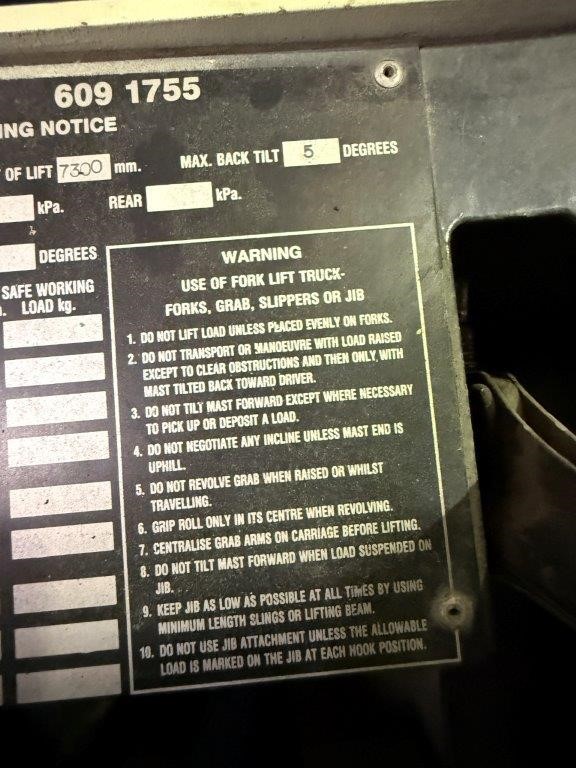 609 1755
ING NOTICE
OF LIFT 7300 mm. MAX. BACK TILT 5 DEGREES
kPa. REAR kPa.
DEGREES
SAFE WORKING
LOAD kg.
WARNING
USE OF FORK LIFT TRUCK-
FORKS, GRAB, SLIPPERS OR JIB
1. DO NOT LIFT LOAD UNLESS PLACED EVENLY ON FORKS.
2. DO NOT TRANSPORT OR MANOEUVRE WITH LOAD RAISED
EXCEPT TO CLEAR OBSTRUCTIONS AND THEN ONLY, WITH
MAST TILTED BACK TOWARD DRIVER.
3. DO NOT TILT MAST FORWARD EXCEPT WHERE NECESSARY
TO PICK UP OR DEPOSIT A LOAD.
4. DO NOT NEGOTIATE ANY INCLINE UNLESS MAST END IS
UPHILL.
5. DO NOT REVOLVE GRAB WHEN RAISED OR WHILST
TRAVELLING.
6. GRIP ROLL ONLY IN ITS CENTRE WHEN REVOLVING.
7. CENTRALISE GRAB ARMS ON CARRIAGE BEFORE LIFTING.
8. DO NOT TILT MAST FORWARD WHEN LOAD SUSPENDED ON
JIB.
9. KEEP JIB AS LOW AS POSSIBLE AT ALL TIMES BY USING
MINIMUM LENGTH SLINGS OR LIFTING BEAM.
10. DO NOT USE JIB ATTACHMENT UNLESS THE ALLOWABLE
LOAD IS MARKED ON THE JIB AT EACH HOOK POSITION.